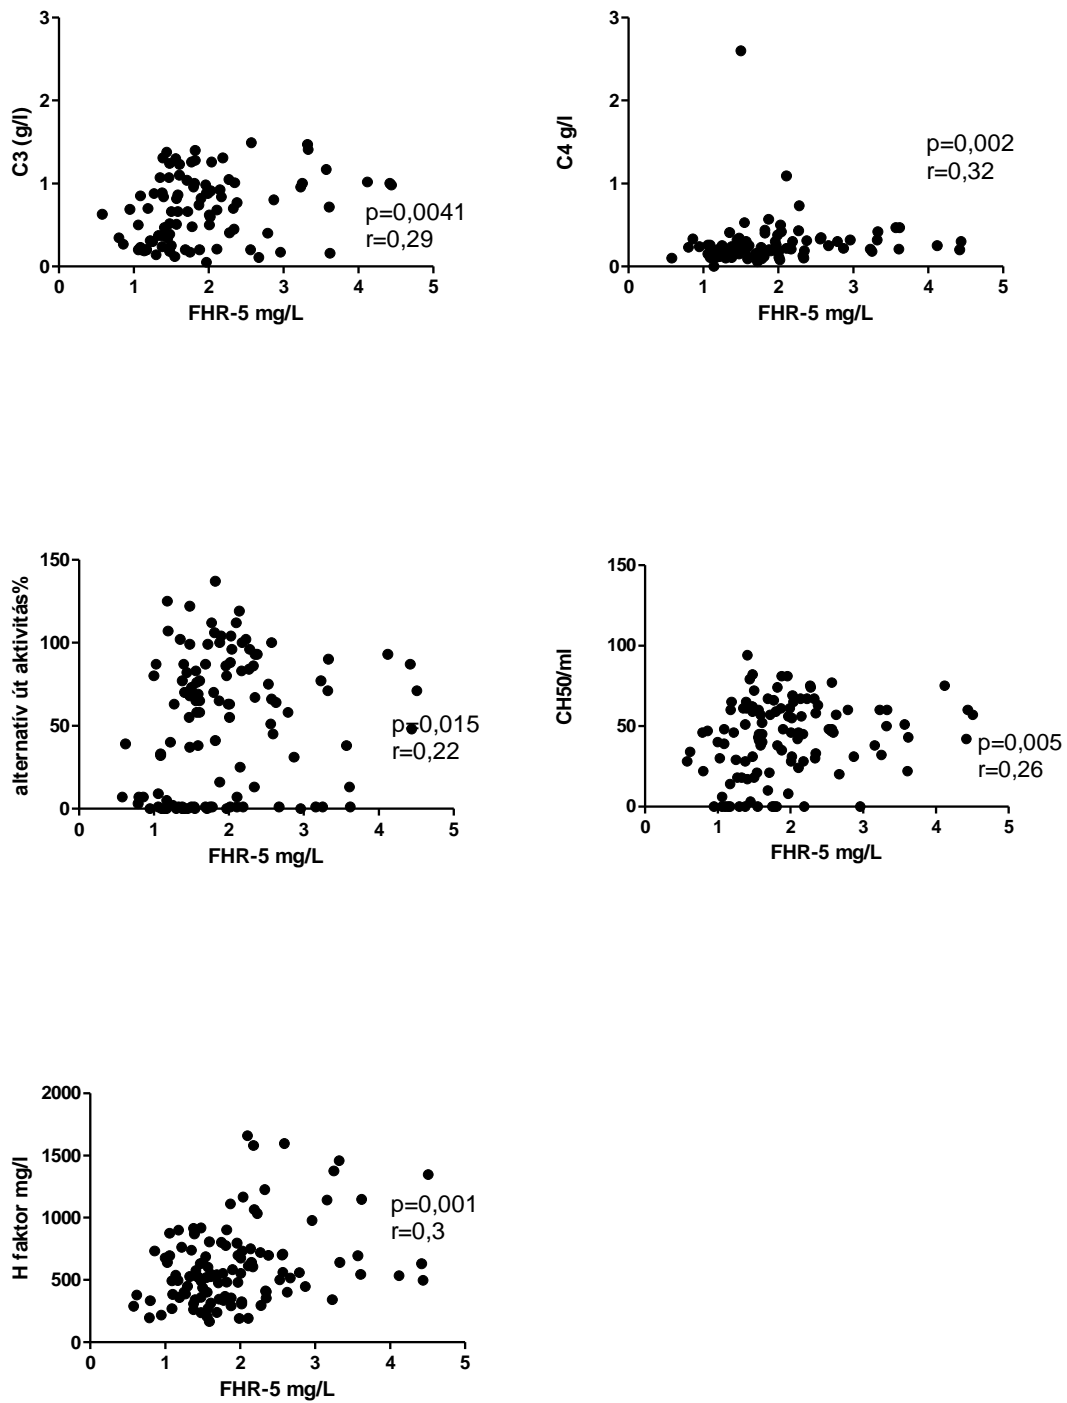 3
2
1
0
C3 (g/l)
p=0,0041
r=0,29
0 1 2 3 4 5
FHR-5 mg/L
3
2
1
0
C4 g/l
p=0,002
r=0,32
0 1 2 3 4 5
FHR-5 mg/L
150
100
50
0
alternatív út aktivitás%
p=0,015
r=0,22
0 1 2 3 4 5
FHR-5 mg/L
150
100
50
0
CH50/ml
p=0,005
r=0,26
0 1 2 3 4 5
FHR-5 mg/L
2000
1500
1000
500
0
H faktor mg/l
p=0,001
r=0,3
0 1 2 3 4 5
FHR-5 mg/L